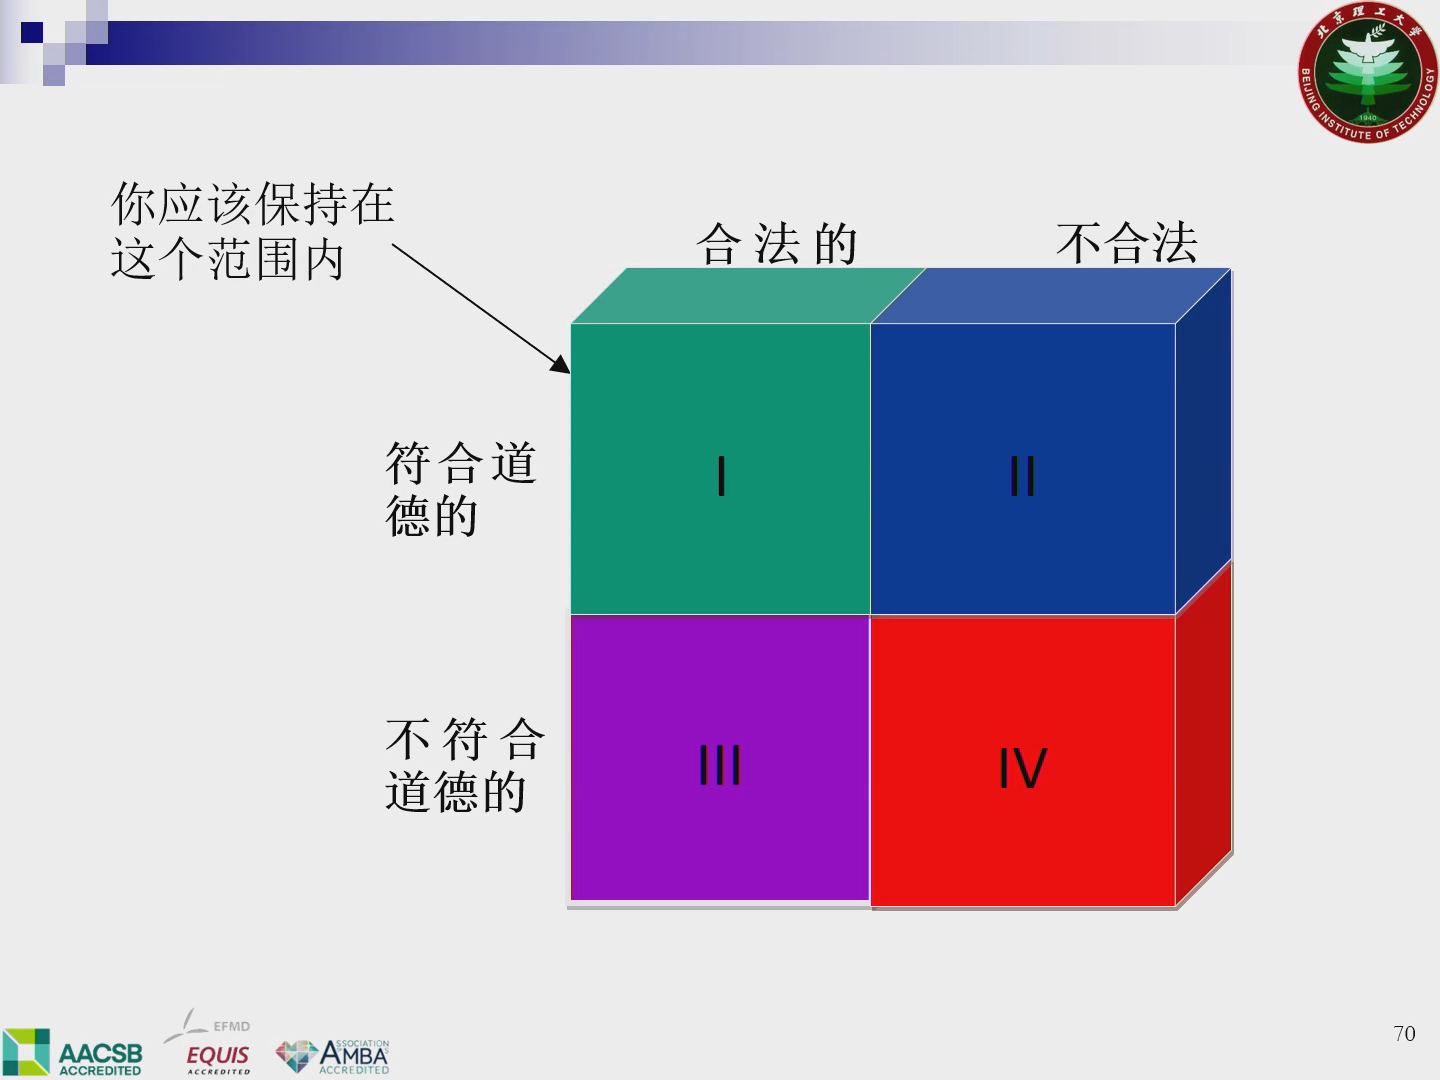 北京理工大学
BEIJING INSTITUTE OF TECHNOLOGY
1940
你应该保持在
这个范围内
合法的
不合法
符合道
德的
I
II
不符合
道德的
III
IV
EFMD
EQUIS
ACCREDITED
AACSB
ACCREDITED
ASSOCIATION
AMBA
ACCREDITED
70